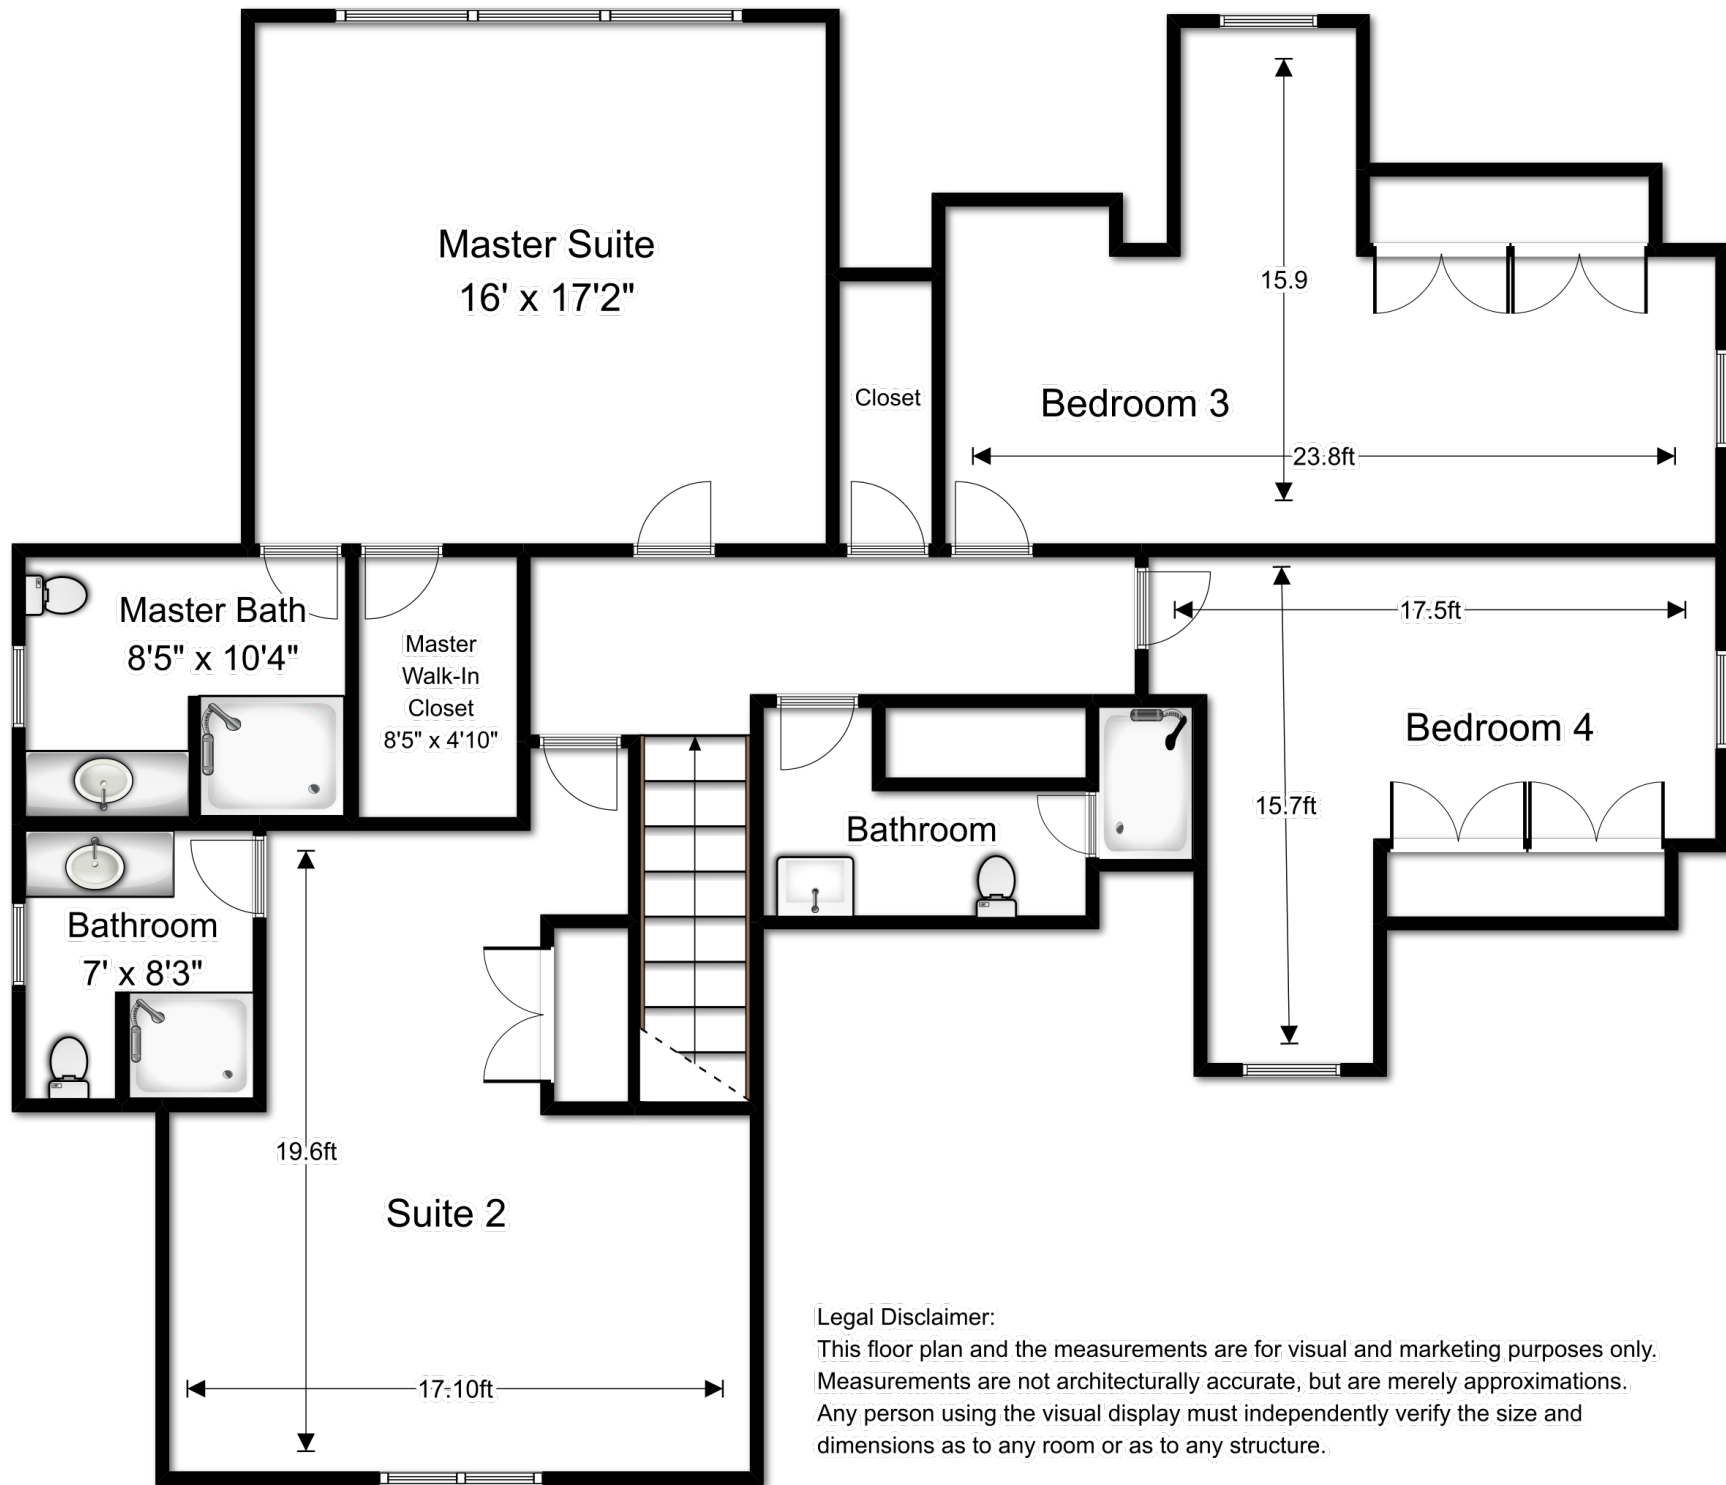 Master Suite
16' x 17'2"
15.9
Closet
Bedroom 3
23.8ft
Master Bath
8'5" x 10'4"
Master
Walk-In
Closet
8'5" x 4'10"
17.5ft
Bedroom 4
15.7ft
Bathroom
Bathroom
7' x 8'3"
19.6ft
Suite 2
17.10ft
Legal Disclaimer:
This floor plan and the measurements are for visual and marketing purposes only.
Measurements are not architecturally accurate, but are merely approximations.
Any person using the visual display must independently verify the size and
dimensions as to any room or as to any structure.